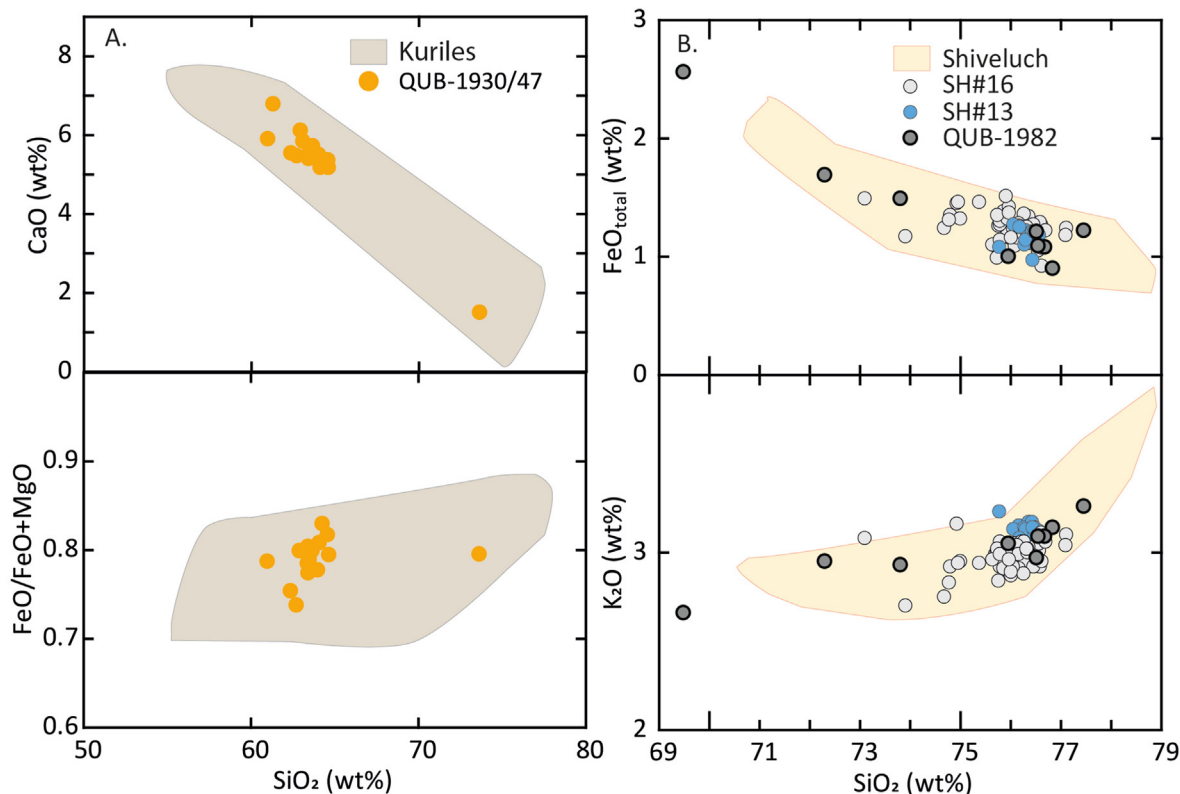 A.
Kuriles
QUB-1930/47
CaO (wt%)
8
6
4
2
0
FeO/FeO+MgO
0.9
0.8
0.7
0.6
50
60
70
80
SiO₂ (wt%)
B.
Shiveluch
SH#16
SH#13
QUB-1982
FeOtotal (wt%)
3
2
1
0
K₂O (wt%)
3
2
69
71
73
75
77
79
SiO₂ (wt%)